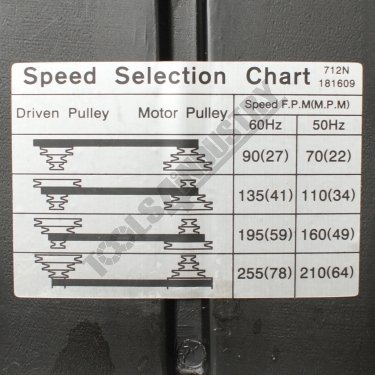 Speed Selection Chart 712N 181609
Driven Pulley Motor Pulley Speed F.P.M(M.P.M)
60Hz 50Hz
90(27) 70(22)
135(41) 110(34)
195(59) 160(49)
255(78) 210(64)
TOOLS4INDUSTRY